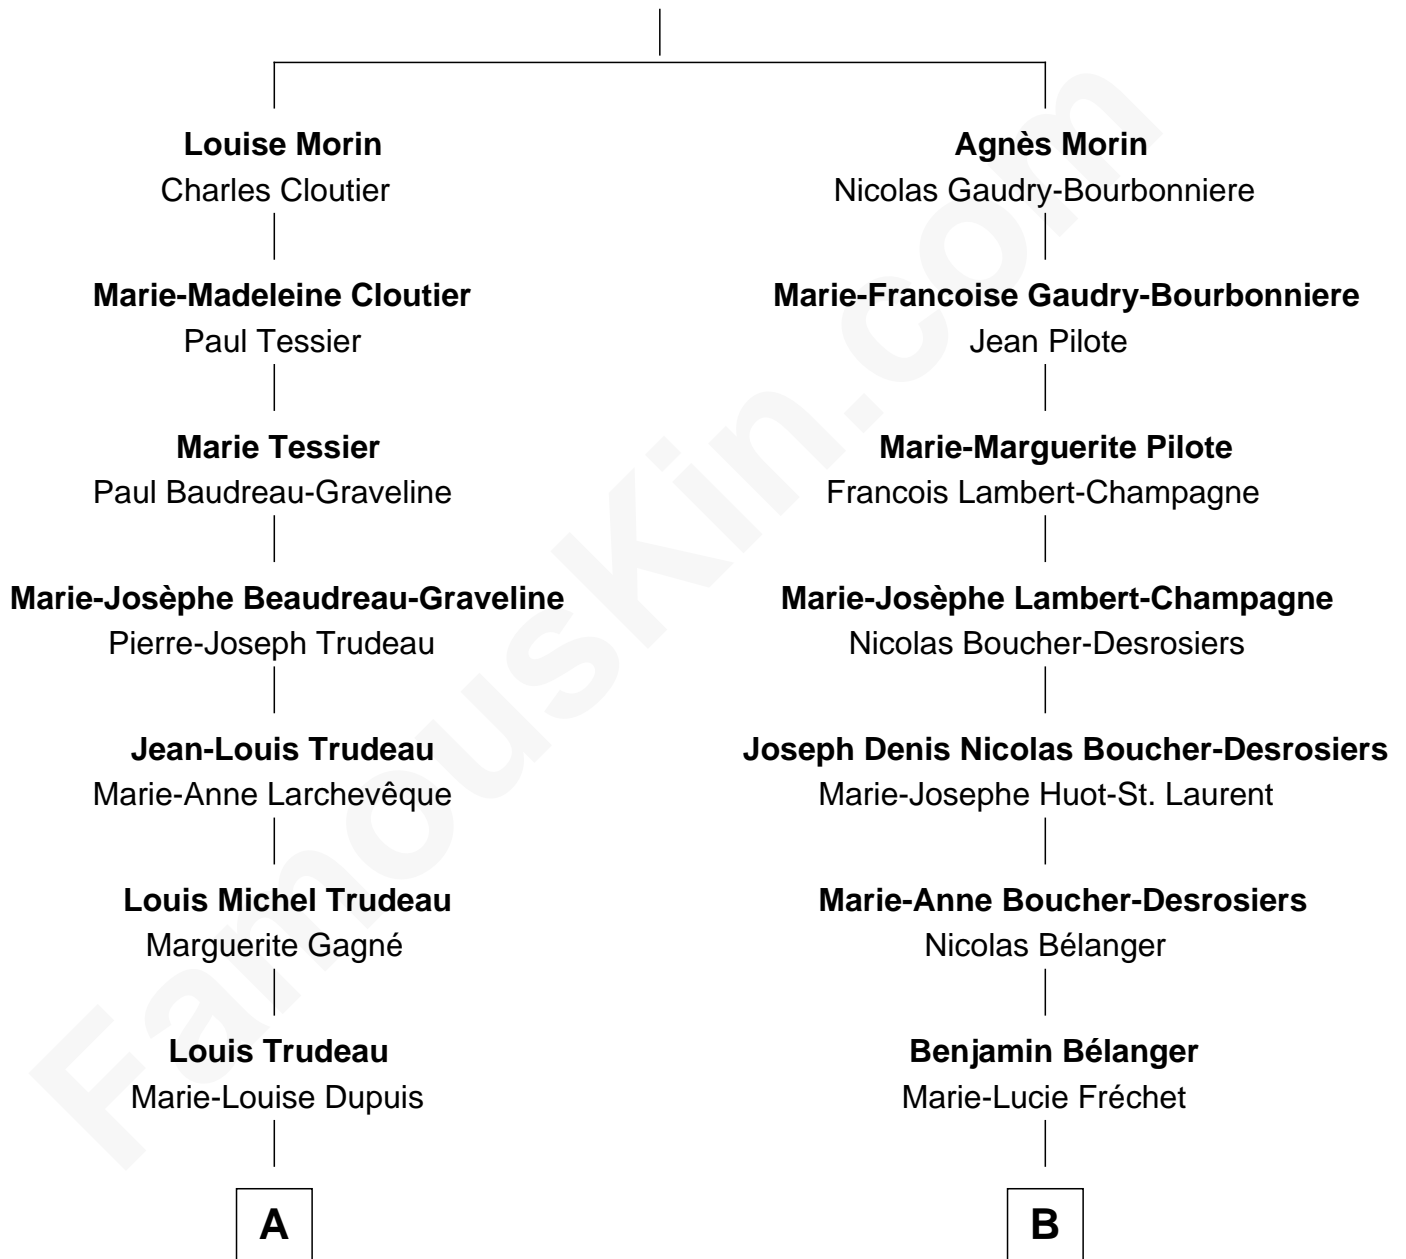 Louise Morin
Charles Cloutier
Marie-Madeleine Cloutier
Paul Tessier
Marie Tessier
Paul Baudreau-Graveline
Marie-Josèphe Beaudreau-Graveline
Pierre-Joseph Trudeau
Jean-Louis Trudeau
Marie-Anne Larchevêque
Louis Michel Trudeau
Marguerite Gagné
Louis Trudeau
Marie-Louise Dupuis
A
Agnès Morin
Nicolas Gaudry-Bourbonniere
Marie-Francoise Gaudry-Bourbonniere
Jean Pilote
Marie-Marguerite Pilote
Francois Lambert-Champagne
Marie-Josèphe Lambert-Champagne
Nicolas Boucher-Desrosiers
Joseph Denis Nicolas Boucher-Desrosiers
Marie-Josephe Huot-St. Laurent
Marie-Anne Boucher-Desrosiers
Nicolas Bélanger
Benjamin Bélanger
Marie-Lucie Fréchet
B
FamousKin.com